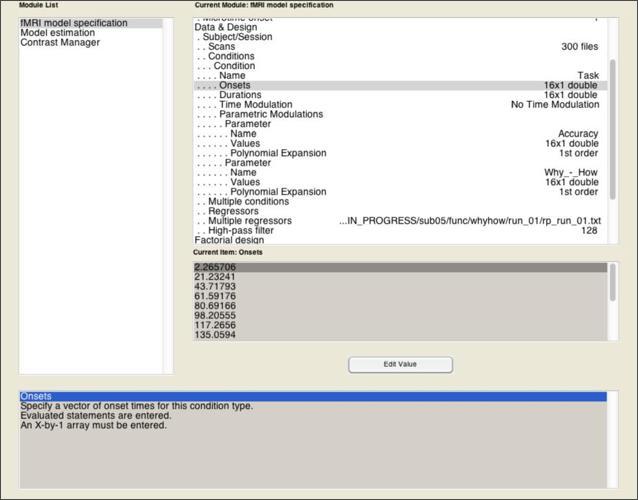 Module List
Current Module: fMRI model specification
fMRI model specification
Model estimation
Contrast Manager
. Microtime onset 1
Data & Design
. Subject/Session
. . Scans 300 files
. . Conditions
. . . Condition
. . . . Name Task
. . . . Onsets 16x1 double
. . . . Durations 16x1 double
. . . . Time Modulation No Time Modulation
. . . . Parametric Modulations
. . . . . Parameter
. . . . . . Name Accuracy
. . . . . . Values 16x1 double
. . . . . . Polynomial Expansion 1st order
. . . . . Parameter
. . . . . . Name Why_-_How
. . . . . . Values 16x1 double
. . . . . . Polynomial Expansion 1st order
. . Multiple conditions
. . Regressors
. . Multiple regressors ...IN_PROGRESS/sub05/func/whyhow/run_01/rp_run_01.txt
. . High-pass filter 128
Factorial design
Current Item: Onsets
2.265706
21.23241
43.71793
61.59176
80.69166
98.20555
117.2656
135.0594
Edit Value
Onsets
Specify a vector of onset times for this condition type.
Evaluated statements are entered.
An X-by-1 array must be entered.